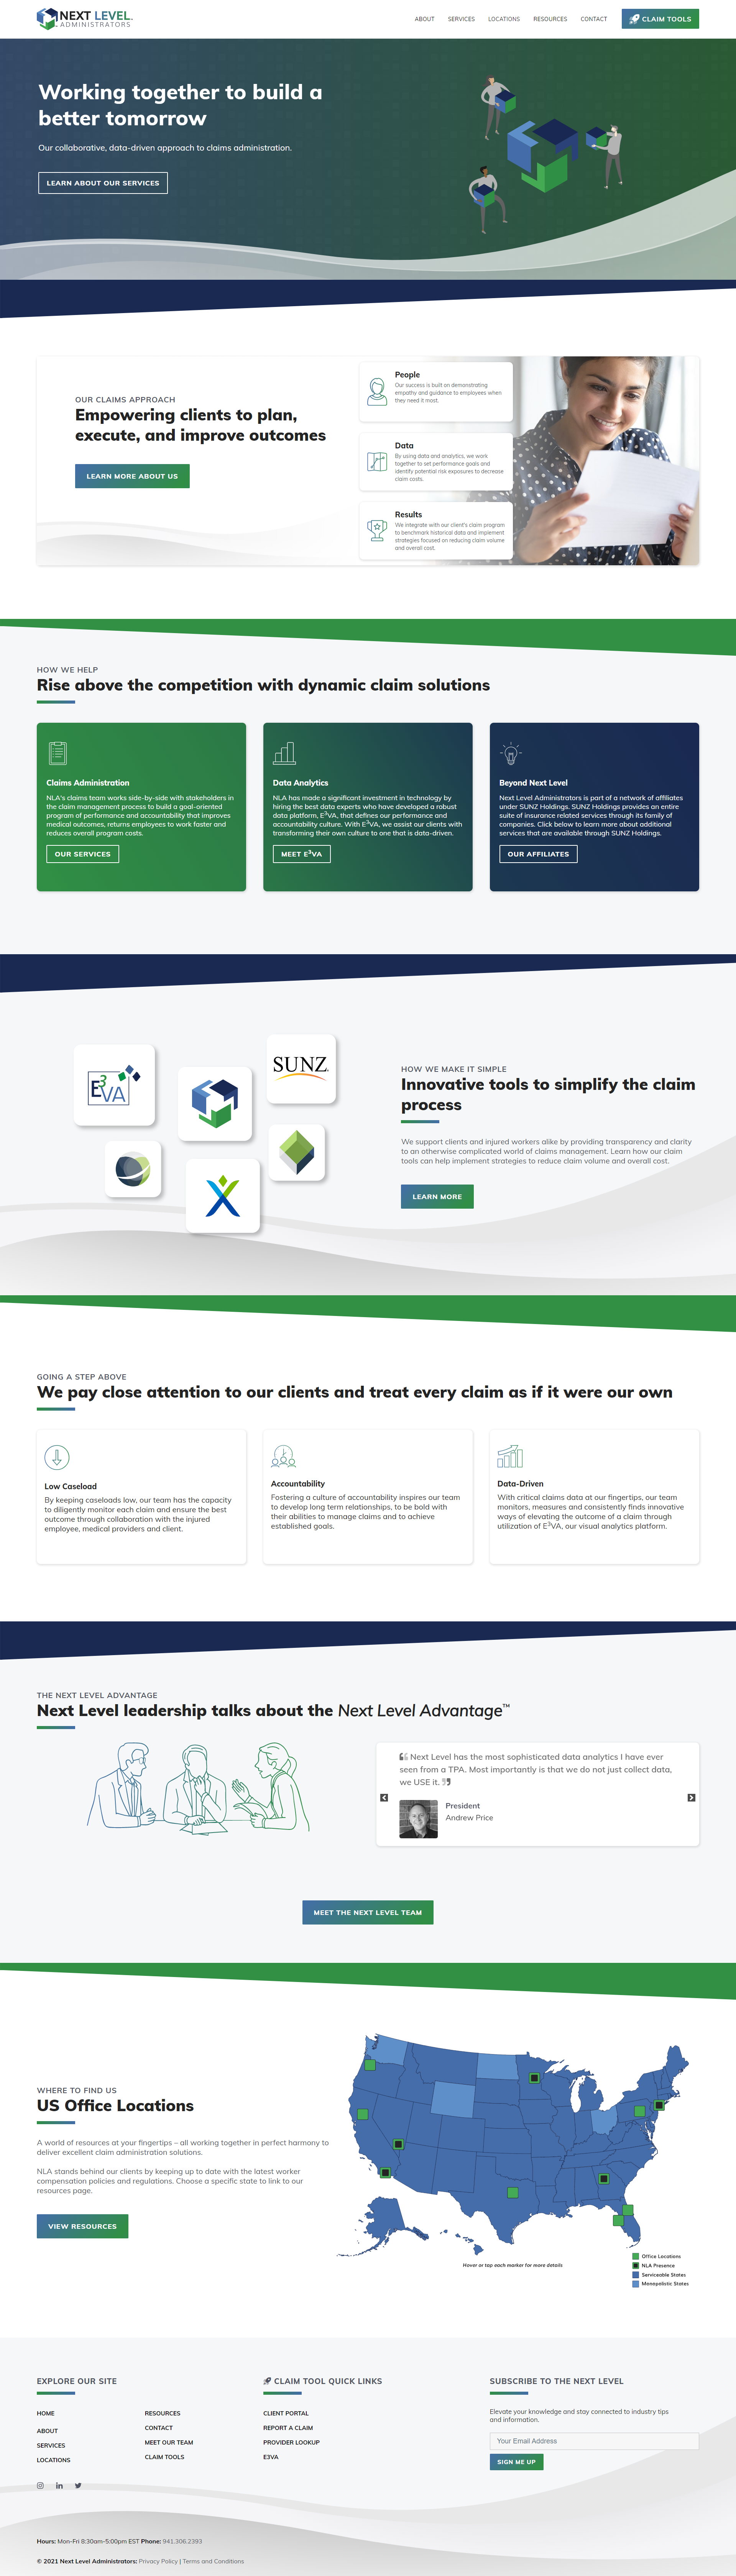 NEXT LEVEL
ADMINISTRATORS
ABOUT
SERVICES
LOCATIONS
RESOURCES
CONTACT
CLAIM TOOLS
Working together to build a
better tomorrow
Our collaborative, data-driven approach to claims administration.
LEARN ABOUT OUR SERVICES
OUR CLAIMS APPROACH
Empowering clients to plan,
execute, and improve outcomes
LEARN MORE ABOUT US
People
Our success is built on demonstrating
empathy and guidance to employees when
they need it most.
Data
By using data and analytics, we work
together to set performance goals and
identify potential risk exposures to decrease
claim costs.
Results
We integrate with our client's claim program
to benchmark historical data and implement
strategies focused on reducing claim volume
and overall cost.
HOW WE HELP
Rise above the competition with dynamic claim solutions
Claims Administration
NLA's claims team works side-by-side with stakeholders in
the claim management process to build a goal-oriented
program of performance and accountability that improves
medical outcomes, returns employees to work faster and
reduces overall program costs.
OUR SERVICES
Data Analytics
NLA has made a significant investment in technology by
hiring the best data experts who have developed a robust
data platform, E³VA, that defines our performance and
accountability culture. With E³VA, we assist our clients with
transforming their own culture to one that is data-driven.
MEET E³VA
Beyond Next Level
Next Level Administrators is part of a network of affiliates
under SUNZ Holdings. SUNZ Holdings provides an entire
suite of insurance related services through its family of
companies. Click below to learn more about additional
services that are available through SUNZ Holdings.
OUR AFFILIATES
E³VA
SUNZ
HOW WE MAKE IT SIMPLE
Innovative tools to simplify the claim
process
We support clients and injured workers alike by providing transparency and clarity
to an otherwise complicated world of claims management. Learn how our claim
tools can help implement strategies to reduce claim volume and overall cost.
LEARN MORE
GOING A STEP ABOVE
We pay close attention to our clients and treat every claim as if it were our own
Low Caseload
By keeping caseloads low, our team has the capacity
to diligently monitor each claim and ensure the best
outcome through collaboration with the injured
employee, medical providers and client.
Accountability
Fostering a culture of accountability inspires our team
to develop long term relationships, to be bold with
their abilities to manage claims and to achieve
established goals.
Data-Driven
With critical claims data at our fingertips, our team
monitors, measures and consistently finds innovative
ways of elevating the outcome of a claim through
utilization of E³VA, our visual analytics platform.
THE NEXT LEVEL ADVANTAGE
Next Level leadership talks about the Next Level Advantage™
Next Level has the most sophisticated data analytics I have ever
seen from a TPA. Most importantly is that we do not just collect data,
we USE it.
President
Andrew Price
MEET THE NEXT LEVEL TEAM
WHERE TO FIND US
US Office Locations
A world of resources at your fingertips – all working together in perfect harmony to
deliver excellent claim administration solutions.
NLA stands behind our clients by keeping up to date with the latest worker
compensation policies and regulations. Choose a specific state to link to our
resources page.
VIEW RESOURCES
Hover or tap each marker for more details
Office Locations
NLA Presence
Serviceable States
Monopolistic States
EXPLORE OUR SITE
HOME
ABOUT
SERVICES
LOCATIONS
RESOURCES
CONTACT
MEET OUR TEAM
CLAIM TOOLS
CLAIM TOOL QUICK LINKS
CLIENT PORTAL
REPORT A CLAIM
PROVIDER LOOKUP
E3VA
SUBSCRIBE TO THE NEXT LEVEL
Elevate your knowledge and stay connected to industry tips
and information.
Your Email Address
SIGN ME UP
Hours: Mon-Fri 8:30am-5:00pm EST Phone: 941.306.2393
© 2021 Next Level Administrators: Privacy Policy | Terms and Conditions